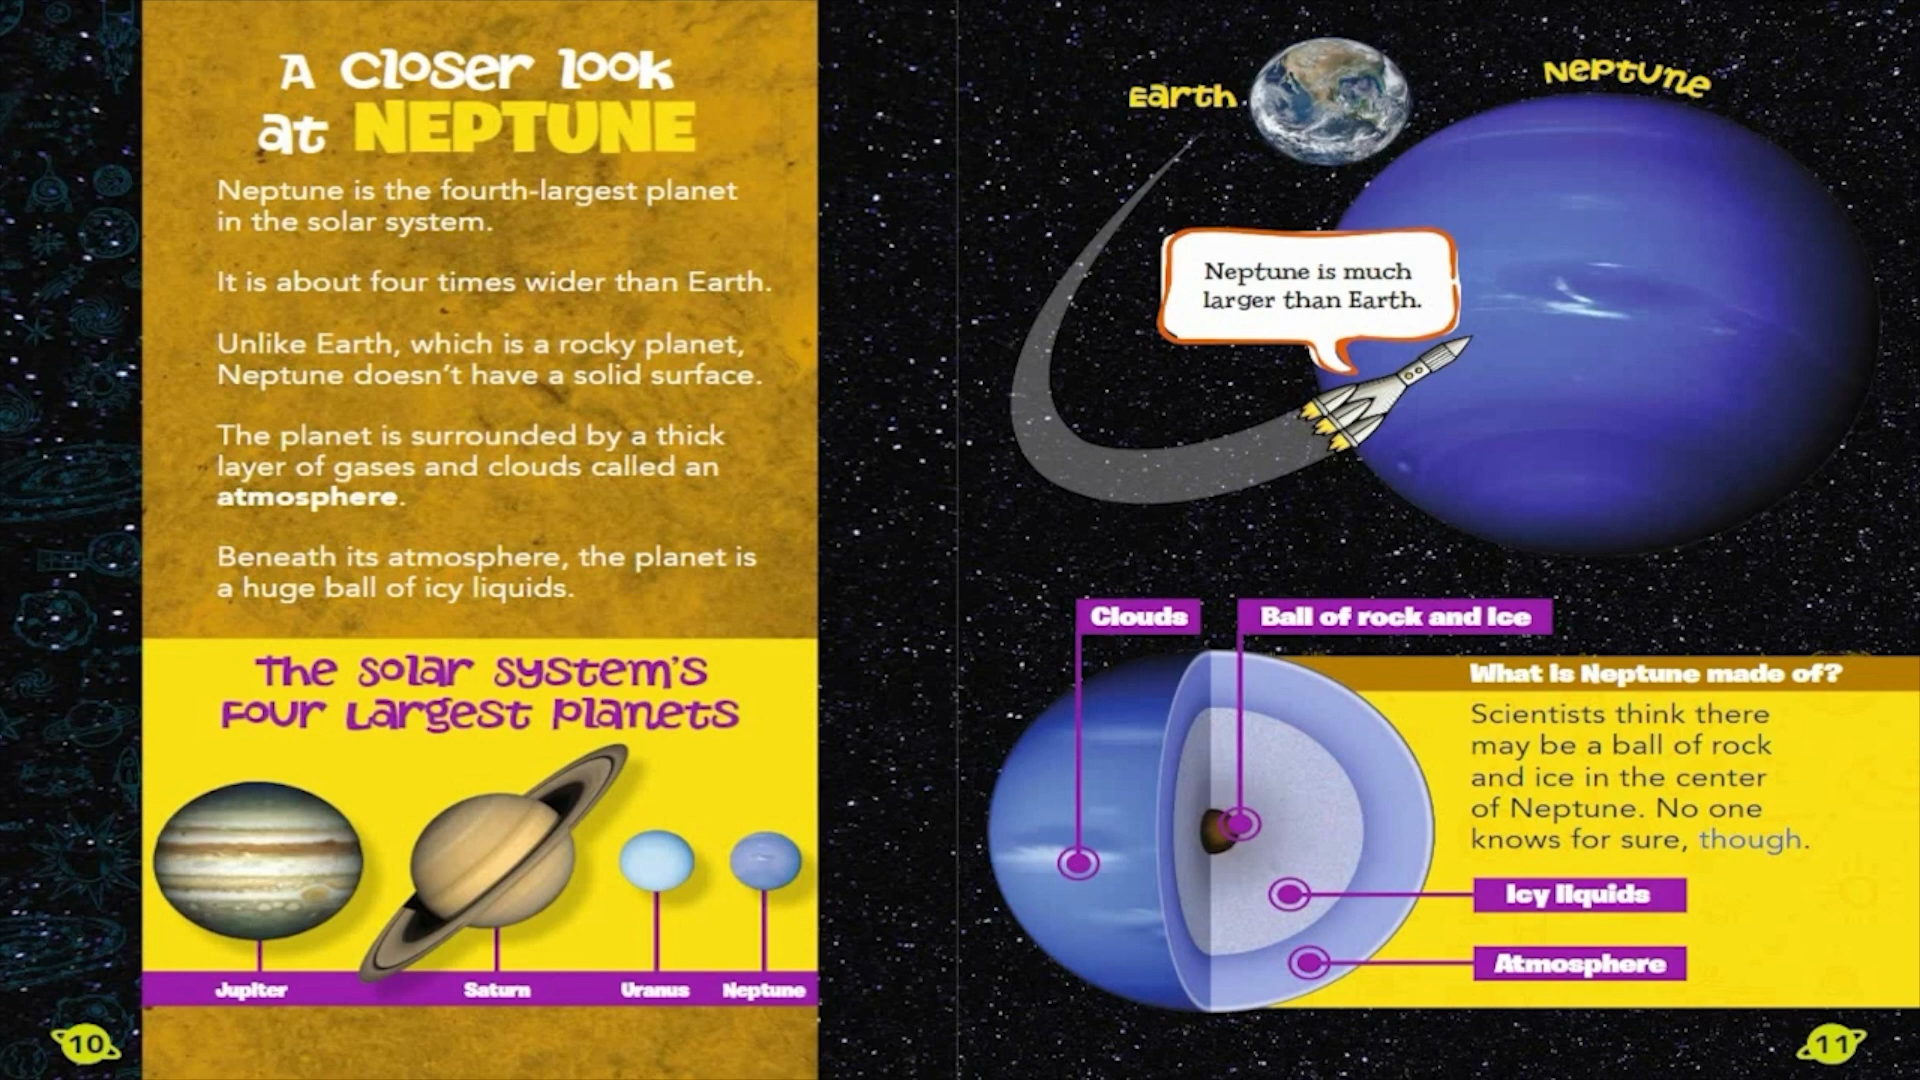 A Closer look
at NEPTUNE
Neptune is the fourth-largest planet
in the solar system.
It is about four times wider than Earth.
Unlike Earth, which is a rocky planet,
Neptune doesn't have a solid surface.
The planet is surrounded by a thick
layer of gases and clouds called an
atmosphere.
Beneath its atmosphere, the planet is
a huge ball of icy liquids.
The Solar System's
Four Largest Planets
Jupiter
Saturn
Uranus
Neptune
10
Earth
Neptune
Neptune is much
larger than Earth.
Clouds
Ball of rock and ice
What is Neptune made of?
Scientists think there
may be a ball of rock
and ice in the center
of Neptune. No one
knows for sure, though.
Icy liquids
Atmosphere
11